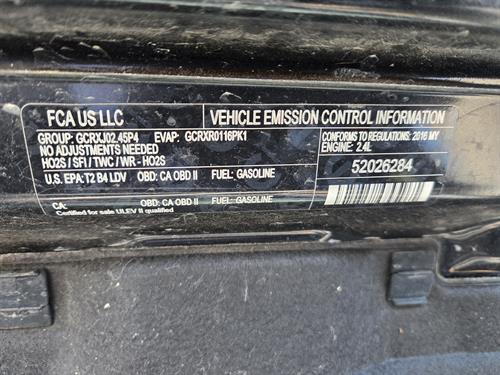 FCA US LLC
VEHICLE EMISSION CONTROL INFORMATION
GROUP: GCRXJ02.45P4 EVAP: GCRXR0116PK1
NO ADJUSTMENTS NEEDED
HO2S / SFI / TWC / WR - HO2S
CONFORMS TO REGULATIONS: 2016 MY
ENGINE: 2.4L
U.S. EPA: T2 B4 LDV OBD: CA OBD II FUEL: GASOLINE
52026284
CA: OBD: CA OBD II FUEL: GASOLINE
Certified for sale ULEV II qualified